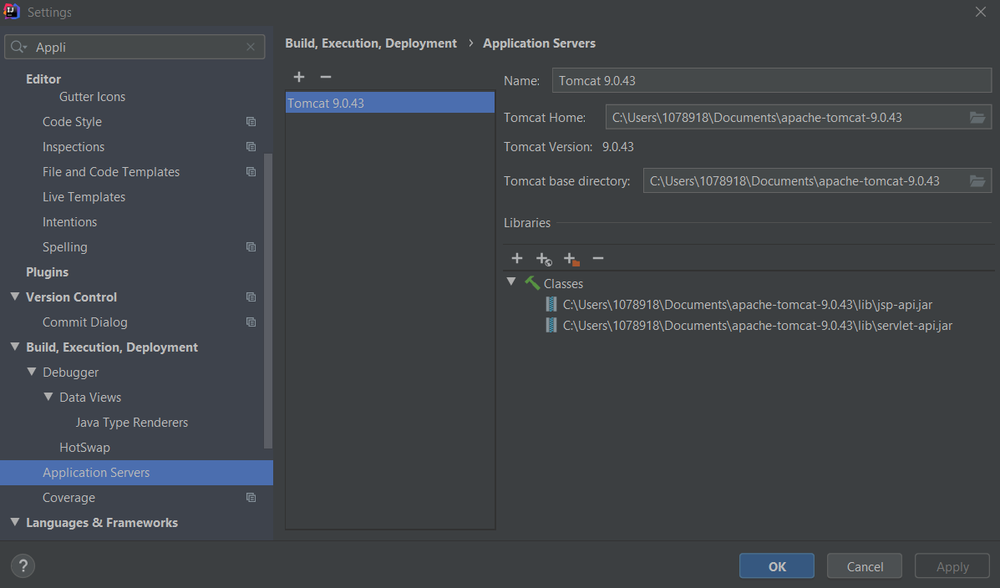 Settings
Appli
Editor
Gutter Icons
Code Style
Inspections
File and Code Templates
Live Templates
Intentions
Spelling
Plugins
Version Control
Commit Dialog
Build, Execution, Deployment
Debugger
Data Views
Java Type Renderers
HotSwap
Application Servers
Coverage
Languages & Frameworks
Build, Execution, Deployment › Application Servers
Tomcat 9.0.43
Name: Tomcat 9.0.43
Tomcat Home: C:\Users\1078918\Documents\apache-tomcat-9.0.43
Tomcat Version: 9.0.43
Tomcat base directory: C:\Users\1078918\Documents\apache-tomcat-9.0.43
Libraries
Classes
C:\Users\1078918\Documents\apache-tomcat-9.0.43\lib\jsp-api.jar
C:\Users\1078918\Documents\apache-tomcat-9.0.43\lib\servlet-api.jar
?
OK
Cancel
Apply